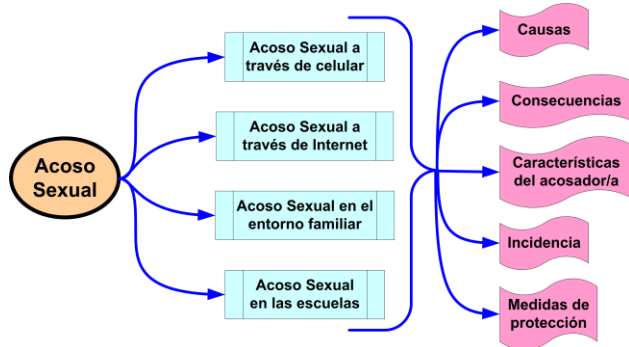 Acoso
Sexual
Acoso Sexual a
través de celular
Acoso Sexual a
través de Internet
Acoso Sexual en el
entorno familiar
Acoso Sexual
en las escuelas
Causas
Consecuencias
Característicás
del acosador/a
Incidencia
Medidas de
protección